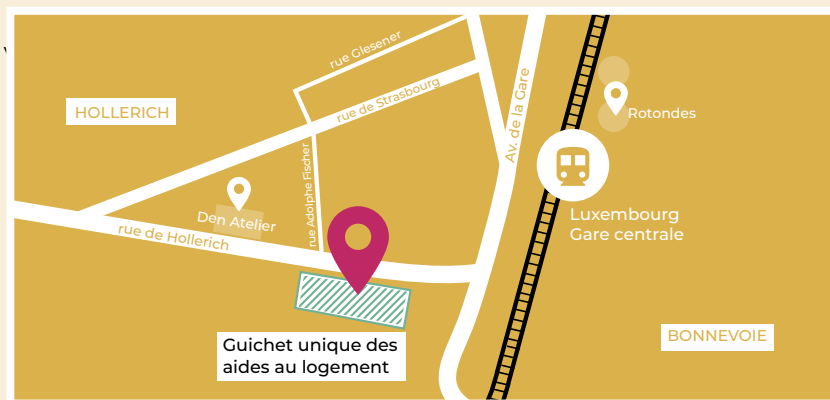 rue Glesener
rue de Strasbourg
Av. de la Gare
HOLLERICH
Rotondes
rue Adolphe Fischer
Den Atelier
rue de Hollerich
Luxembourg
Gare centrale
Guichet unique des
aides au logement
BONNEVOIE